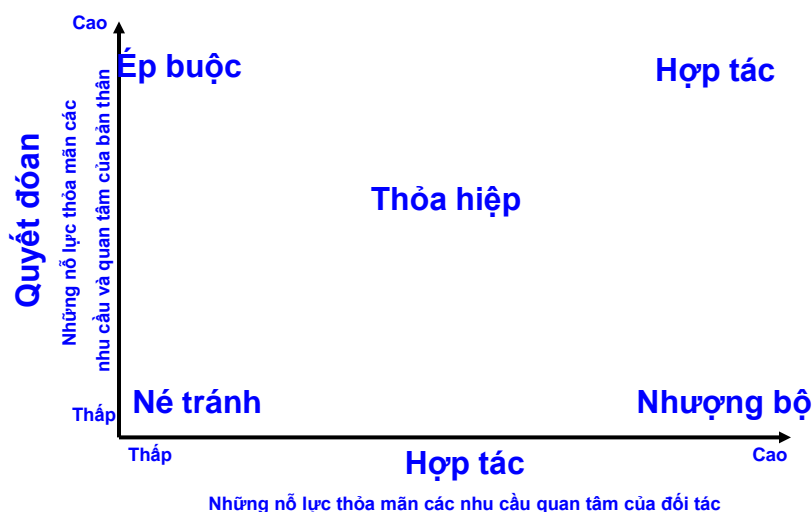 Cao
Ép buộc
Hợp tác
Quyết đóan
Những nỗ lực thỏa mãn các
nhu cầu và quan tâm của bản thân
Thỏa hiệp
Thấp
Né tránh
Nhượng bộ
Thấp
Hợp tác
Cao
Những nỗ lực thỏa mãn các nhu cầu quan tâm của đối tác